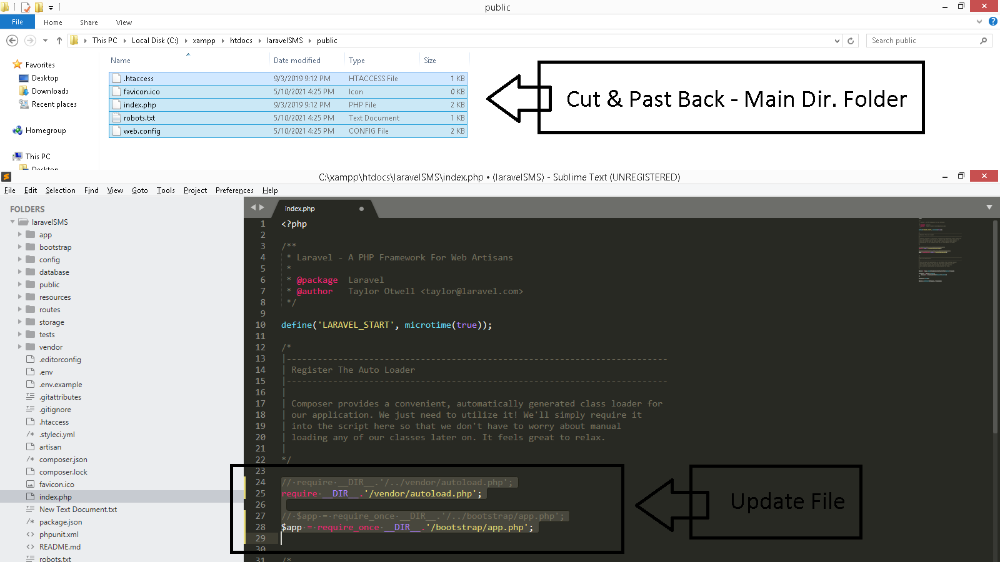 public
File Home Share View
This PC Local Disk (C:) xampp htdocs laravelSMS public
Search public
Name Date modified Type Size
Favorites
Desktop
Downloads
Recent places
Homegroup
This PC
Desktop
.htaccess 9/3/2019 9:12 PM HTACCESS File 1 KB
favicon.ico 5/10/2021 4:25 PM Icon 0 KB
index.php 9/3/2019 9:12 PM PHP File 2 KB
robots.txt 5/10/2021 4:25 PM Text Document 1 KB
web.config 5/10/2021 4:25 PM CONFIG File 2 KB
Cut & Past Back - Main Dir. Folder
C:\xampp\htdocs\laravelSMS\index.php • (laravelSMS) - Sublime Text (UNREGISTERED)
File Edit Selection Find View Goto Tools Project Preferences Help
FOLDERS
laravelSMS
app
bootstrap
config
database
public
resources
routes
storage
tests
vendor
.editorconfig
.env
.env.example
.gitattributes
.gitignore
.htaccess
.styleci.yml
artisan
composer.json
composer.lock
favicon.ico
index.php
New Text Document.txt
package.json
phpunit.xml
README.md
robots.txt
index.php
1 <?php
2
3 /**
4 * Laravel - A PHP Framework For Web Artisans
5 *
6 * @package  Laravel
7 * @author   Taylor Otwell <taylor@laravel.com>
8 */
9
10 define('LARAVEL_START', microtime(true));
11
12 /*
13 |--------------------------------------------------------------------------
14 | Register The Auto Loader
15 |--------------------------------------------------------------------------
16 |
17 | Composer provides a convenient, automatically generated class loader for
18 | our application. We just need to utilize it! We'll simply require it
19 | into the script here so that we don't have to worry about manual
20 | loading any of our classes later on. It feels great to relax.
21 |
22 */
23
24 // require __DIR__.'/../vendor/autoload.php';
25 require __DIR__.'/vendor/autoload.php';
26
27 // $app = require_once __DIR__.'/../bootstrap/app.php';
28 $app = require_once __DIR__.'/bootstrap/app.php';
29
30
31 /*
Update File